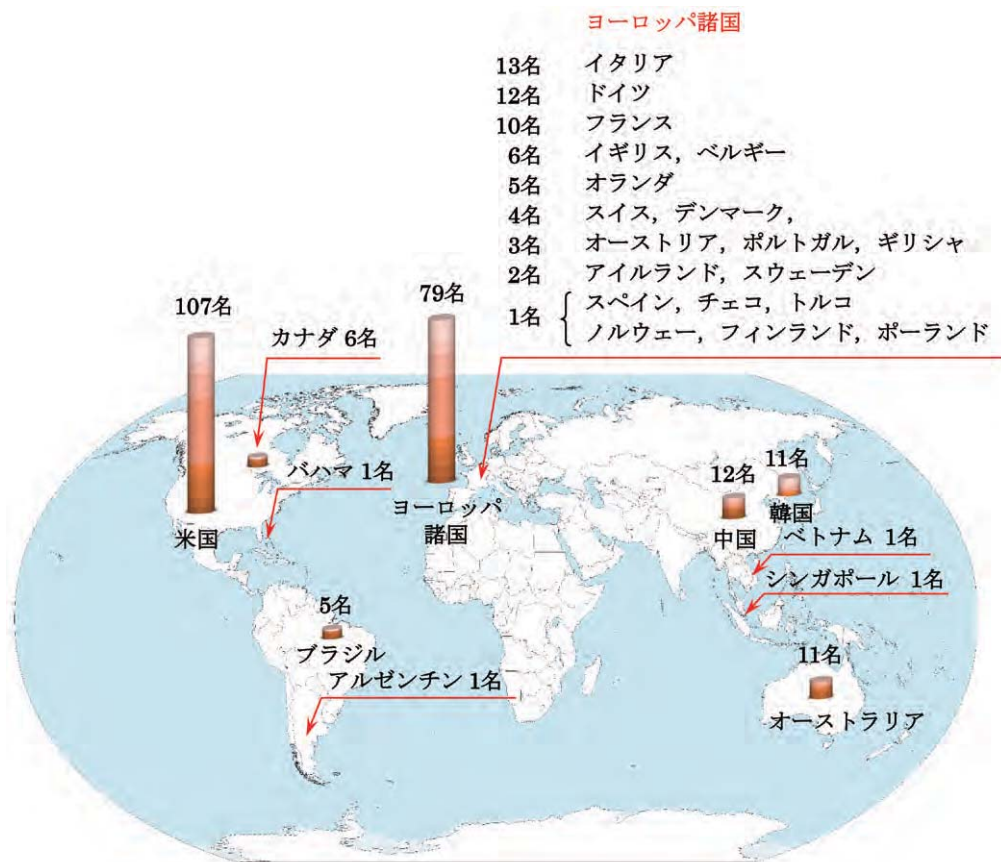 ヨーロッパ諸国
13名 イタリア
12名 ドイツ
10名 フランス
6名 イギリス，ベルギー
5名 オランダ
4名 スイス，デンマーク，
3名 オーストリア，ポルトガル，ギリシャ
2名 アイルランド，スウェーデン
1名 スペイン，チェコ，トルコ
ノルウェー，フィンランド，ポーランド
107名
79名
カナダ 6名
バハマ 1名
米国
ヨーロッパ
諸国
12名
11名
中国
韓国
ベトナム 1名
シンガポール 1名
5名
ブラジル
アルゼンチン 1名
11名
オーストラリア